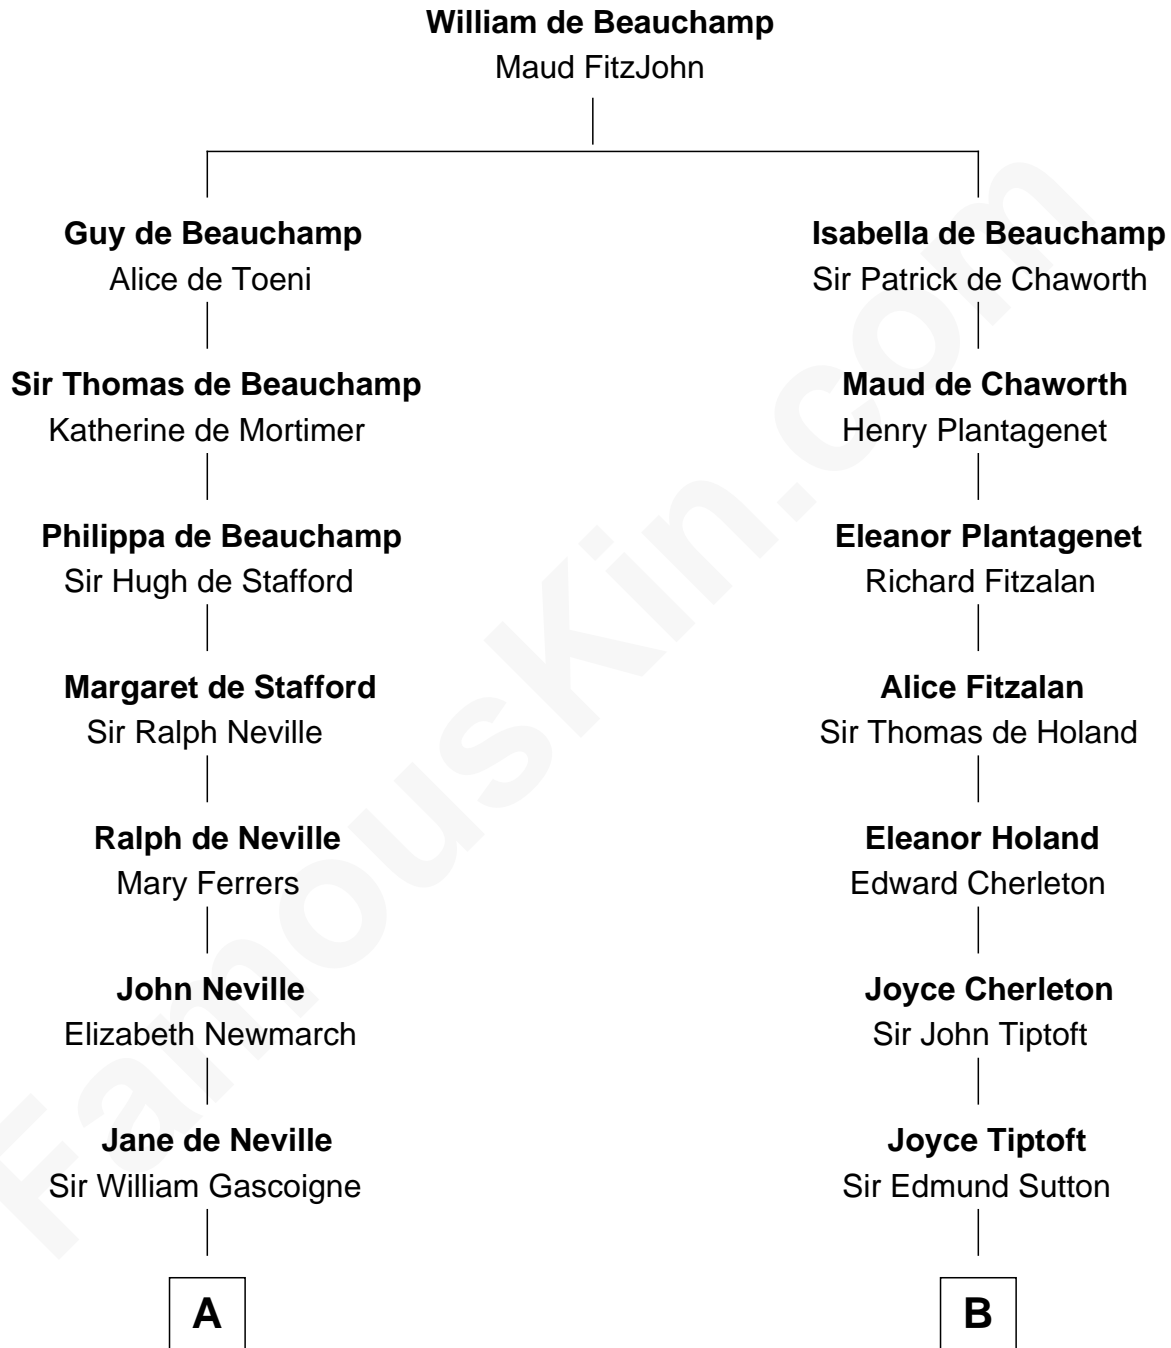 William de Beauchamp
Maud FitzJohn
Guy de Beauchamp
Alice de Toeni
Isabella de Beauchamp
Sir Patrick de Chaworth
Sir Thomas de Beauchamp
Katherine de Mortimer
Maud de Chaworth
Henry Plantagenet
Philippa de Beauchamp
Sir Hugh de Stafford
Eleanor Plantagenet
Richard Fitzalan
Margaret de Stafford
Sir Ralph Neville
Alice Fitzalan
Sir Thomas de Holand
Ralph de Neville
Mary Ferrers
Eleanor Holand
Edward Cherleton
John Neville
Elizabeth Newmarch
Joyce Cherleton
Sir John Tiptoft
Jane de Neville
Sir William Gascoigne
Joyce Tiptoft
Sir Edmund Sutton
A
B
FamousKin.com